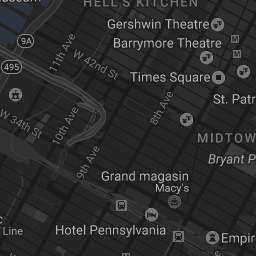 HELL'S KITCHEN
Gershwin Theatre
9A
11th Ave
Barrymore Theatre
W 42nd St
495
Times Square
8th Ave
St. Patr
W 34th St
10th Ave
MIDTOW
9th Ave
Bryant P
Grand magasin
Macy's
Line
Hotel Pennsylvania
Empire